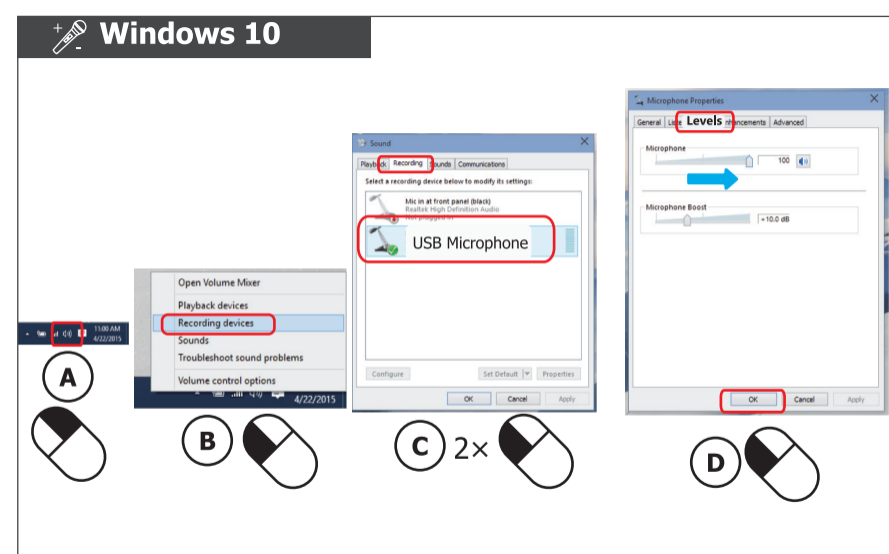 Windows 10
11:00 AM
4/22/2015
A
Open Volume Mixer
Playback devices
Recording devices
Sounds
Troubleshoot sound problems
Volume control options
4/22/2015
B
Sound
Playback Recording Sounds Communications
Select a recording device below to modify its settings:
Mic in at front panel (black)
Realtek High Definition Audio
Not plugged in
USB Microphone
Configure Set Default Properties
OK Cancel Apply
C 2×
Microphone Properties
General Levels Advanced
Microphone
100
Microphone Boost
+10.0 dB
OK Cancel Apply
D